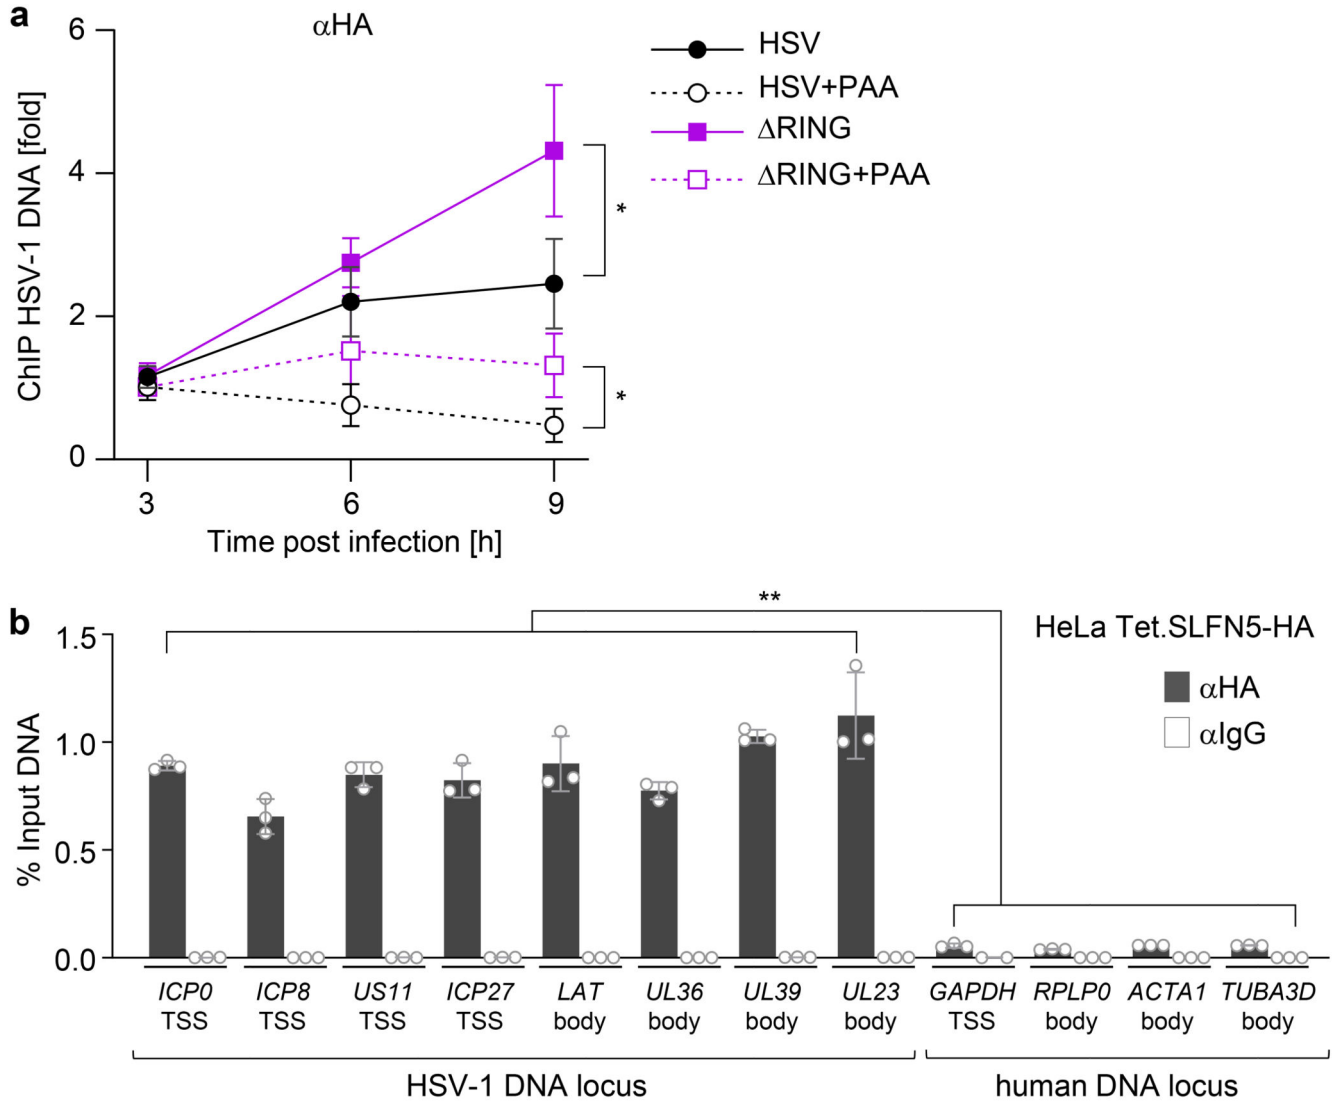 a
αHA
6
4
2
0
ChIP HSV-1 DNA [fold]
3 6 9
Time post infection [h]
HSV
HSV+PAA
ΔRING
ΔRING+PAA
*
*
b
**
HeLa Tet.SLFN5-HA
αHA
αIgG
1.5
1.0
0.5
0.0
% Input DNA
ICP0 ICP8 US11 ICP27 LAT UL36 UL39 UL23 GAPDH RPLP0 ACTA1 TUBA3D
TSS TSS TSS TSS body body body body TSS body body body
HSV-1 DNA locus human DNA locus